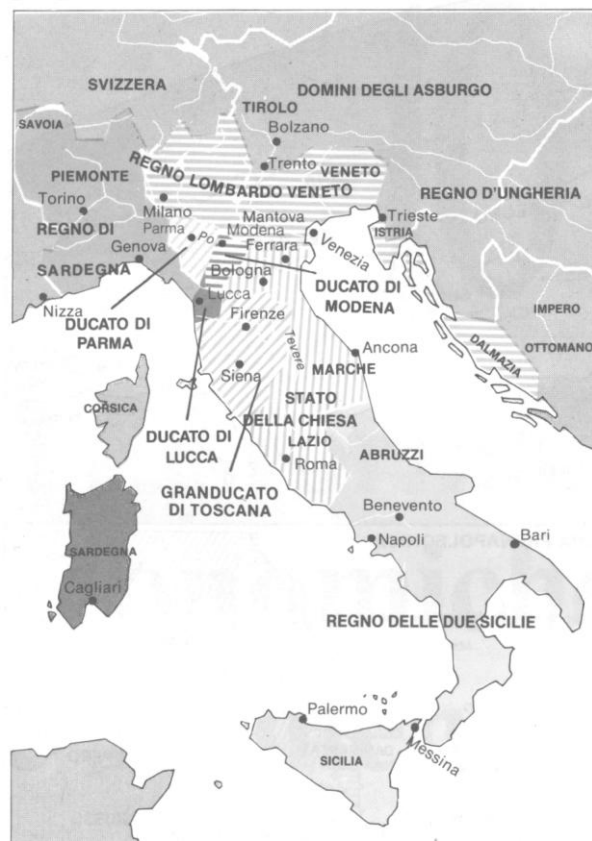 SVIZZERA
DOMINI DEGLI ASBURGO
TIROLO
SAVOIA
Bolzano
PIEMONTE
Trento
VENETO
REGNO LOMBARDO VENETO
Torino
Milano
REGNO D'UNGHERIA
Mantova
Trieste
REGNO DI
Parma
Po
Modena
ISTRIA
Genova
Ferrara
Venezia
SARDEGNA
Bologna
DUCATO DI
MODENA
Nizza
Lucca
IMPERO
OTTOMANO
DUCATO DI
PARMA
Firenze
Tevere
DALMAZIA
Ancona
Siena
MARCHE
CORSICA
STATO
DELLA CHIESA
DUCATO DI
LUCCA
LAZIO
ABRUZZI
Roma
GRANDUCATO
DI TOSCANA
Benevento
Bari
Napoli
SARDEGNA
Cagliari
REGNO DELLE DUE SICILIE
Palermo
Messina
SICILIA